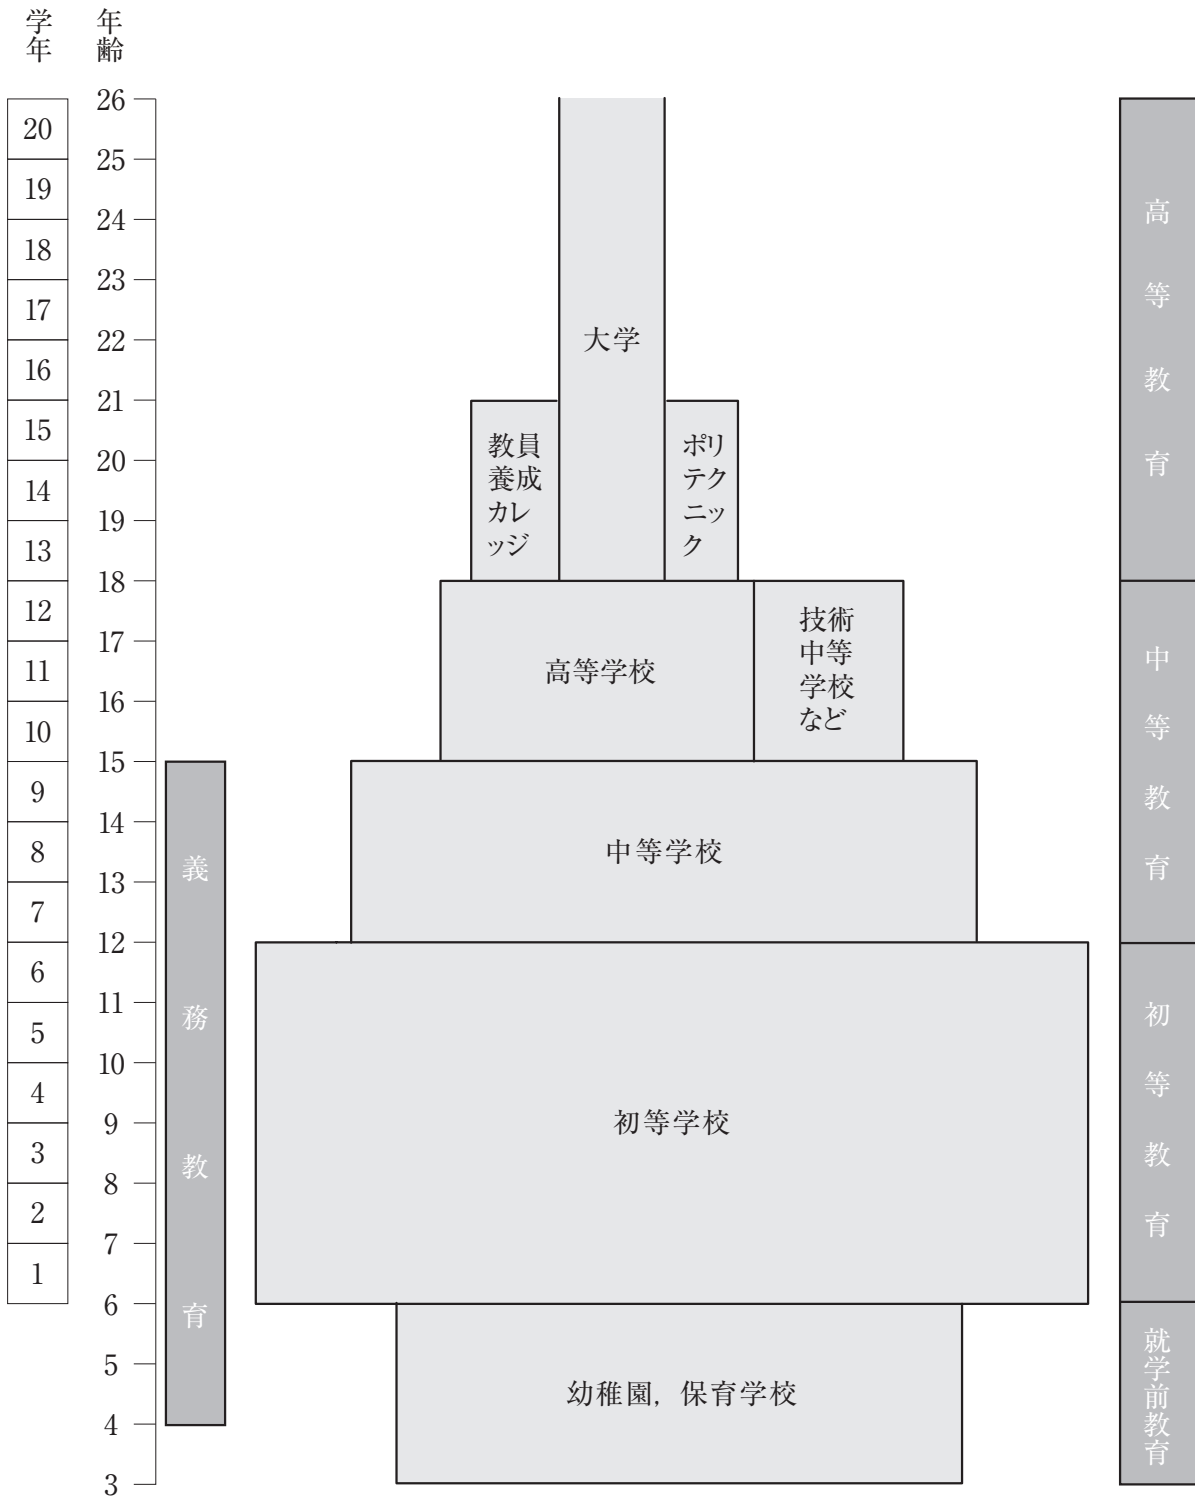 学年
年齢
26
20
25
19
24
18
23
17
22
16
21
15
20
14
19
13
18
12
17
11
16
10
15
9
14
8
13
7
12
6
11
5
10
4
9
3
8
2
7
1
6
5
4
3
義務教育
大学
教員
養成
カレ
ッジ
ポリ
テク
ニッ
ク
高等学校
技術
中等
学校
など
中等学校
初等学校
幼稚園，保育学校
高等教育
中等教育
初等教育
就学前教育